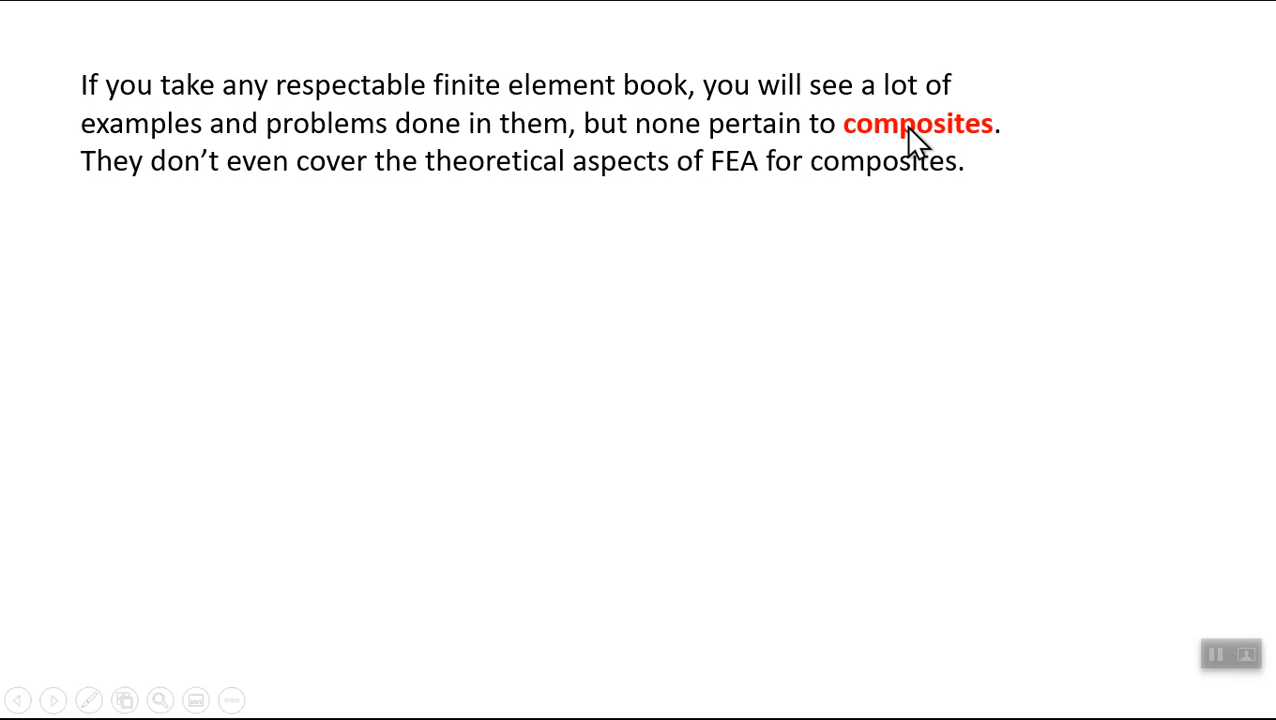 If you take any respectable finite element book, you will see a lot of
examples and problems done in them, but none pertain to composites.
They don’t even cover the theoretical aspects of FEA for composites.